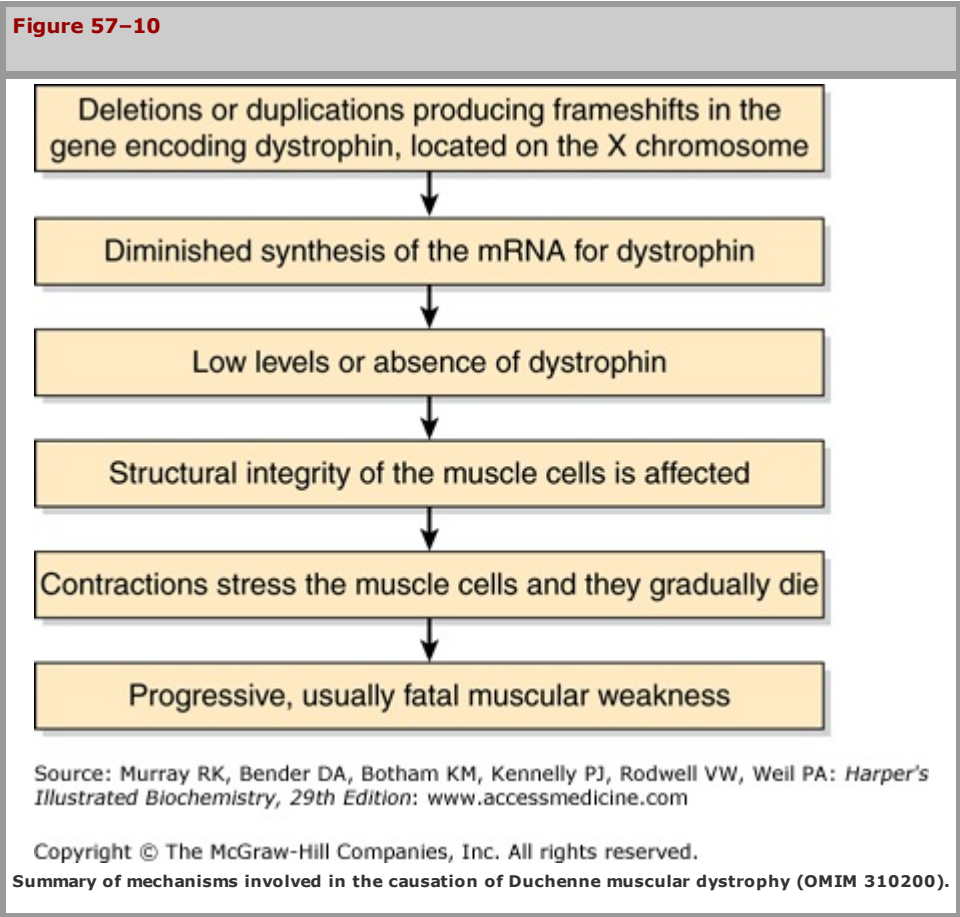 Figure 57–10
Deletions or duplications producing frameshifts in the
gene encoding dystrophin, located on the X chromosome
Diminished synthesis of the mRNA for dystrophin
Low levels or absence of dystrophin
Structural integrity of the muscle cells is affected
Contractions stress the muscle cells and they gradually die
Progressive, usually fatal muscular weakness
Source: Murray RK, Bender DA, Botham KM, Kennelly PJ, Rodwell VW, Weil PA: Harper's
Illustrated Biochemistry, 29th Edition: www.accessmedicine.com
Copyright © The McGraw-Hill Companies, Inc. All rights reserved.
Summary of mechanisms involved in the causation of Duchenne muscular dystrophy (OMIM 310200).